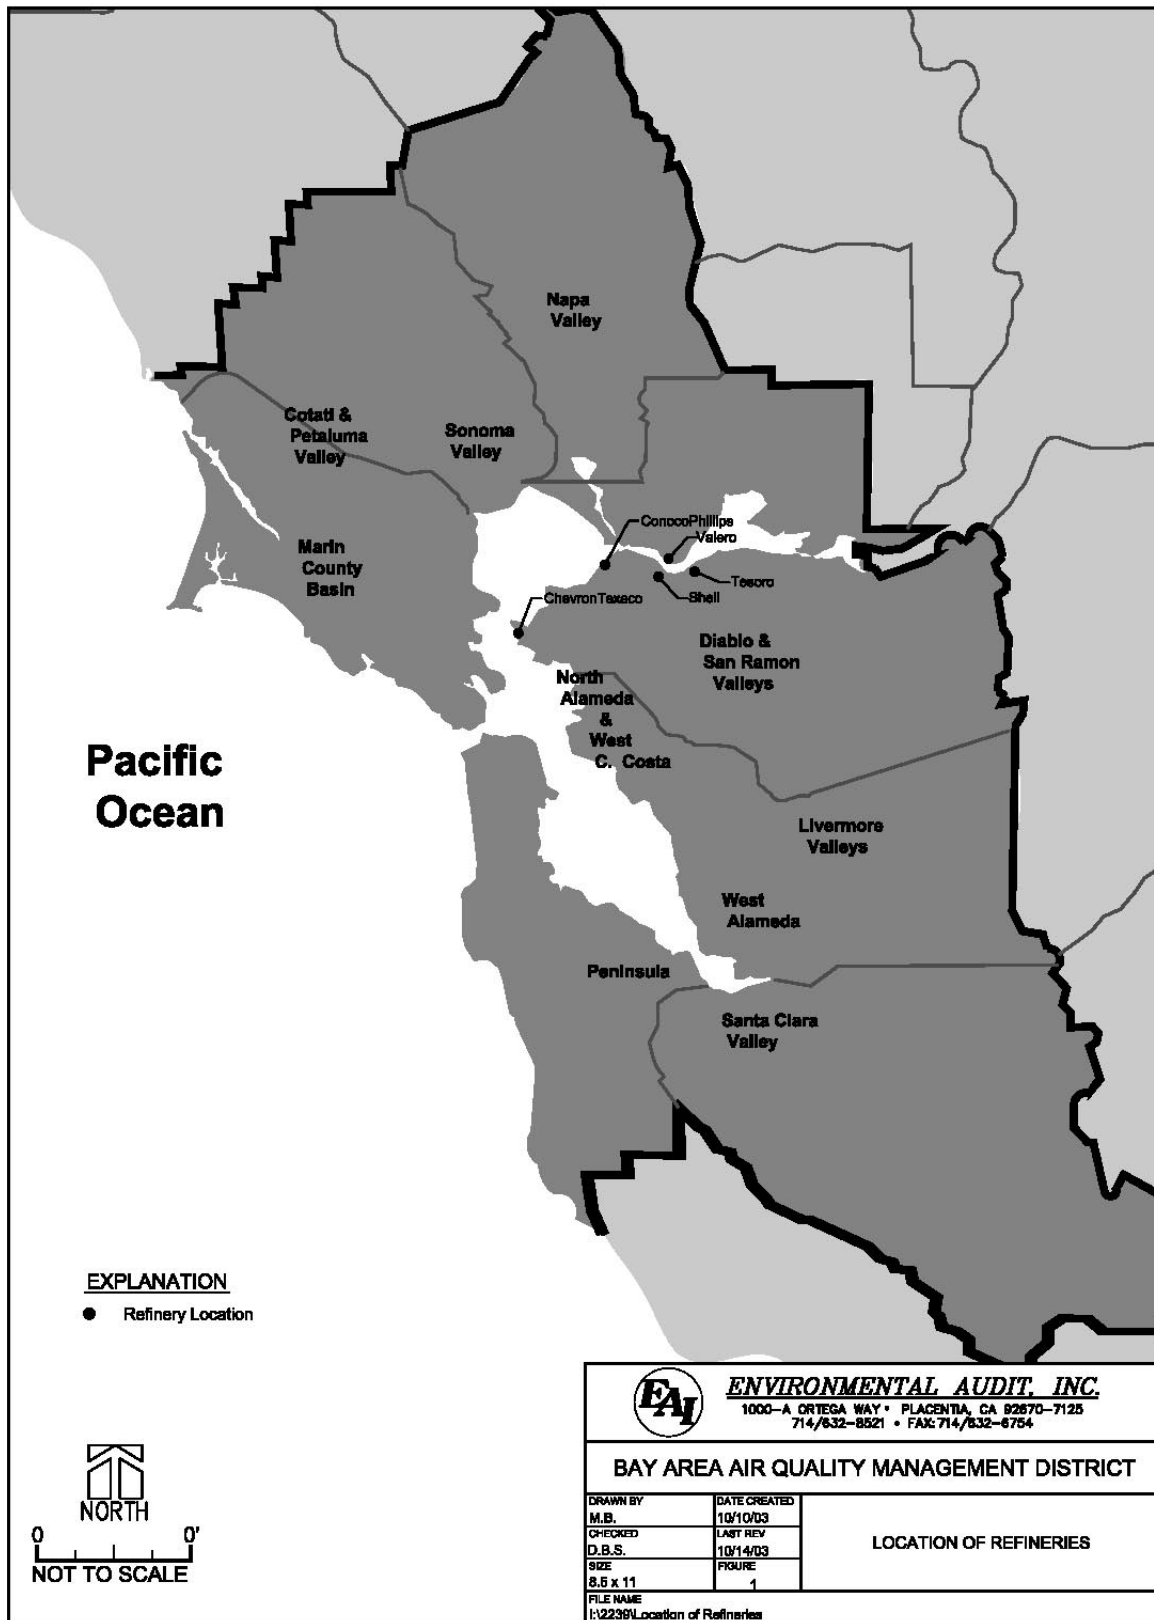 Napa
Valley
Cotati &
Petaluma
Valley
Sonoma
Valley
ConocoPhillips
Valero
Marin
County
Basin
Tesoro
Shell
ChevronTexaco
Diablo &
San Ramon
Valleys
North
Alameda
&
West
C. Costa
Pacific
Ocean
Livermore
Valleys
West
Alameda
Peninsula
Santa Clara
Valley
EXPLANATION
Refinery Location
NORTH
0 0'
NOT TO SCALE
EAI
ENVIRONMENTAL AUDIT, INC.
1000-A ORTEGA WAY • PLACENTIA, CA 92670-7125
714/632-8521 • FAX: 714/632-6754
BAY AREA AIR QUALITY MANAGEMENT DISTRICT
DRAWN BY
M.B.
DATE CREATED
10/10/03
CHECKED
D.B.S.
LAST REV
10/14/03
SIZE
8.5 x 11
FIGURE
1
LOCATION OF REFINERIES
FILE NAME
I:\2239\Location of Refineries